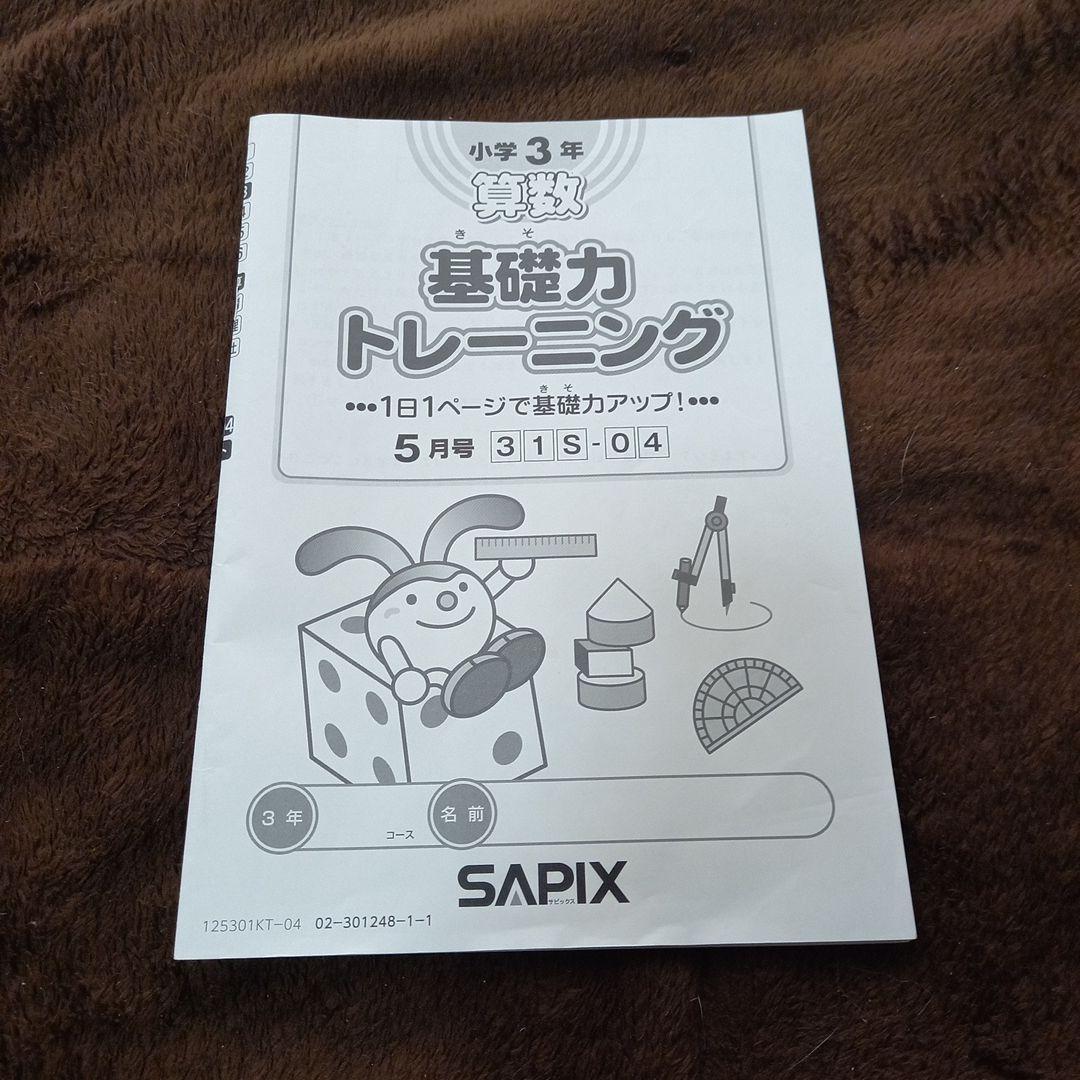 小学3年
算数
きそ
基礎力
トレーニング
きそ
•••1日1ページで基礎力アップ!•••
5月号 31S-04
3年
コース
名前
SAPIX
サピックス
125301KT-04 02-301248-1-1